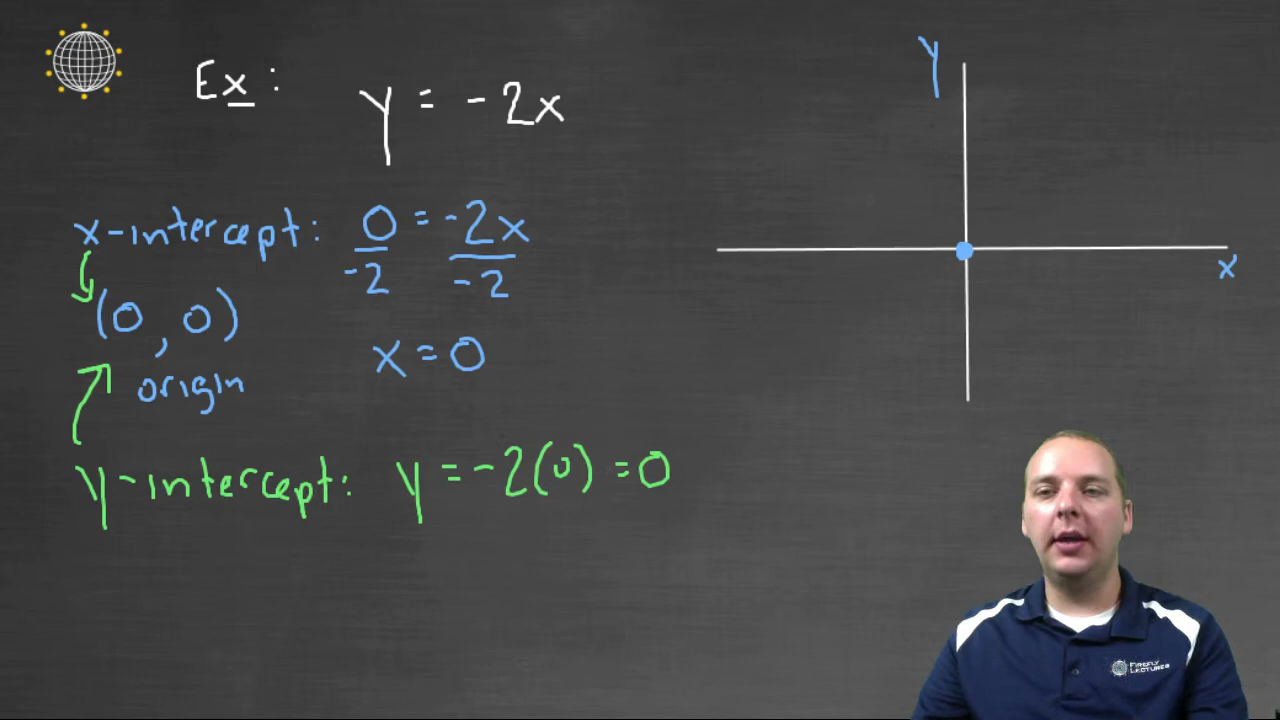 Ex: y = -2x
x-intercept: 0 = -2x
-2 -2
(0, 0)
x = 0
origin
y-intercept: y = -2(0) = 0
y
x
FIREFLY
LECTURES